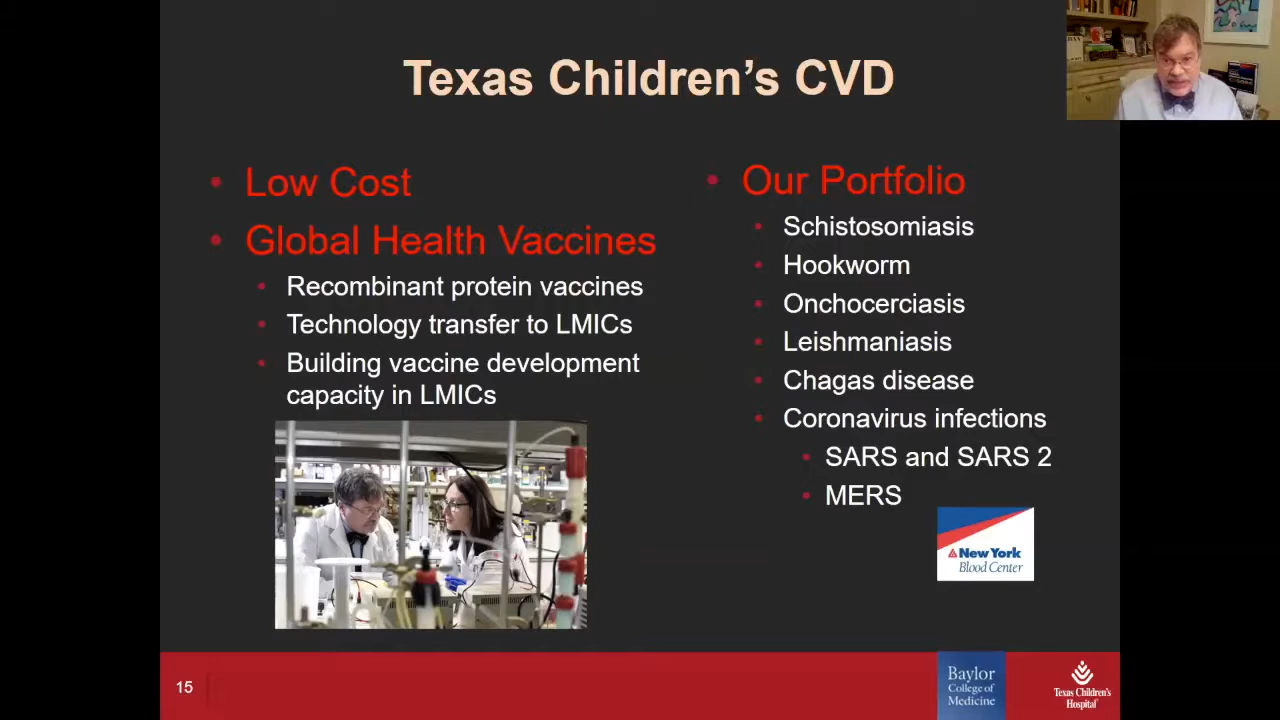 Texas Children's CVD
Low Cost
Global Health Vaccines
Recombinant protein vaccines
Technology transfer to LMICs
Building vaccine development
capacity in LMICs
Our Portfolio
Schistosomiasis
Hookworm
Onchocerciasis
Leishmaniasis
Chagas disease
Coronavirus infections
SARS and SARS 2
MERS
New York
Blood Center
15
Baylor
College of
Medicine
Texas Children's
Hospital